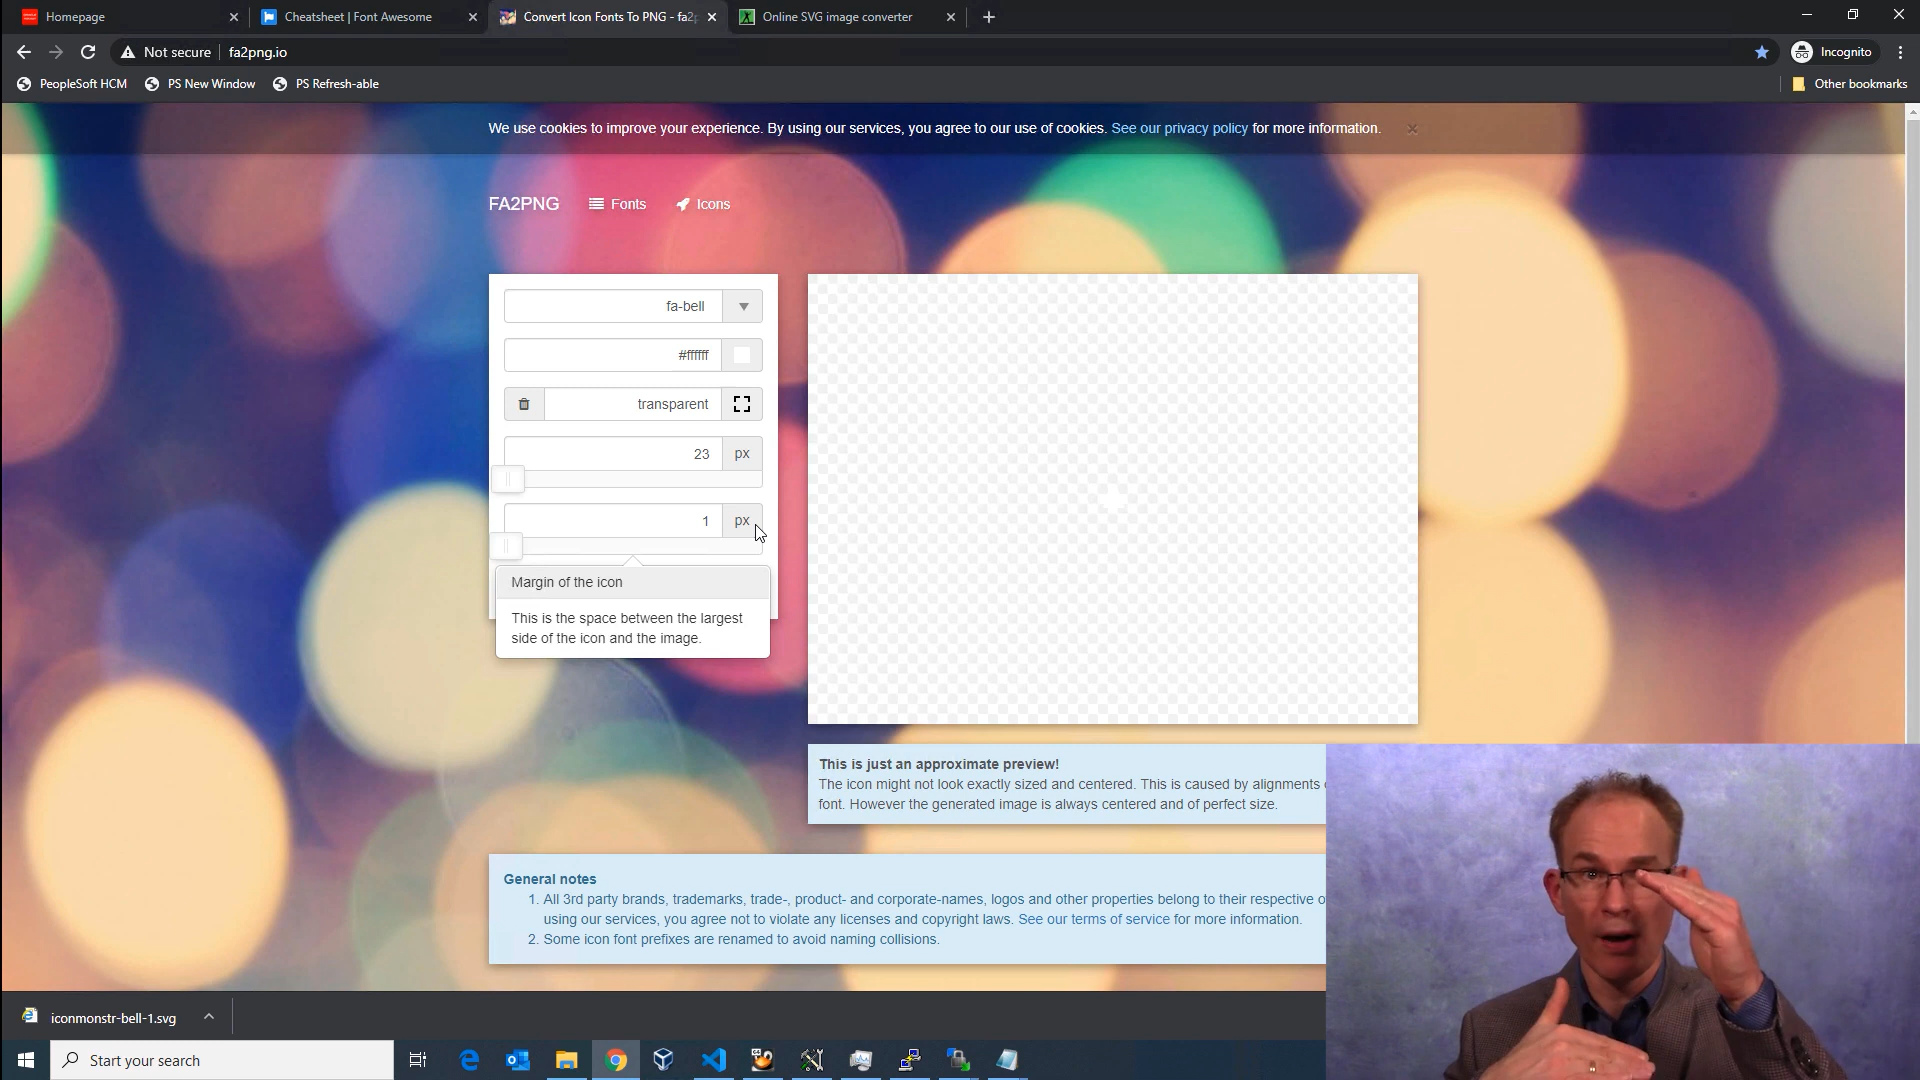 Homepage
Cheatsheet | Font Awesome
Convert Icon Fonts To PNG - fa2p
Online SVG image converter
Not secure
fa2png.io
Incognito
PeopleSoft HCM
PS New Window
PS Refresh-able
Other bookmarks
We use cookies to improve your experience. By using our services, you agree to our use of cookies. See our privacy policy for more information.
FA2PNG
Fonts
Icons
fa-bell
#ffffff
transparent
23
px
1
px
Margin of the icon
This is the space between the largest
side of the icon and the image.
This is just an approximate preview!
The icon might not look exactly sized and centered. This is caused by alignments
font. However the generated image is always centered and of perfect size.
General notes
1. All 3rd party brands, trademarks, trade-, product- and corporate-names, logos and other properties belong to their respective
using our services, you agree not to violate any licenses and copyright laws. See our terms of service for more information.
2. Some icon font prefixes are renamed to avoid naming collisions.
iconmonstr-bell-1.svg
Start your search